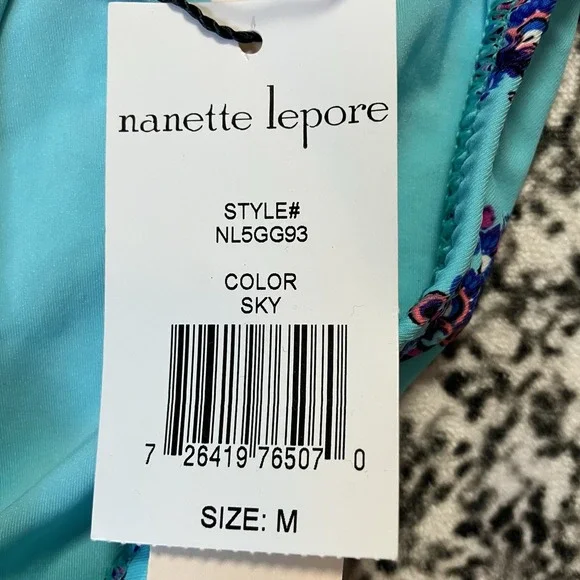 nanette lepore
STYLE#
NL5GG93
COLOR
SKY
7 26419 76507 0
SIZE: M